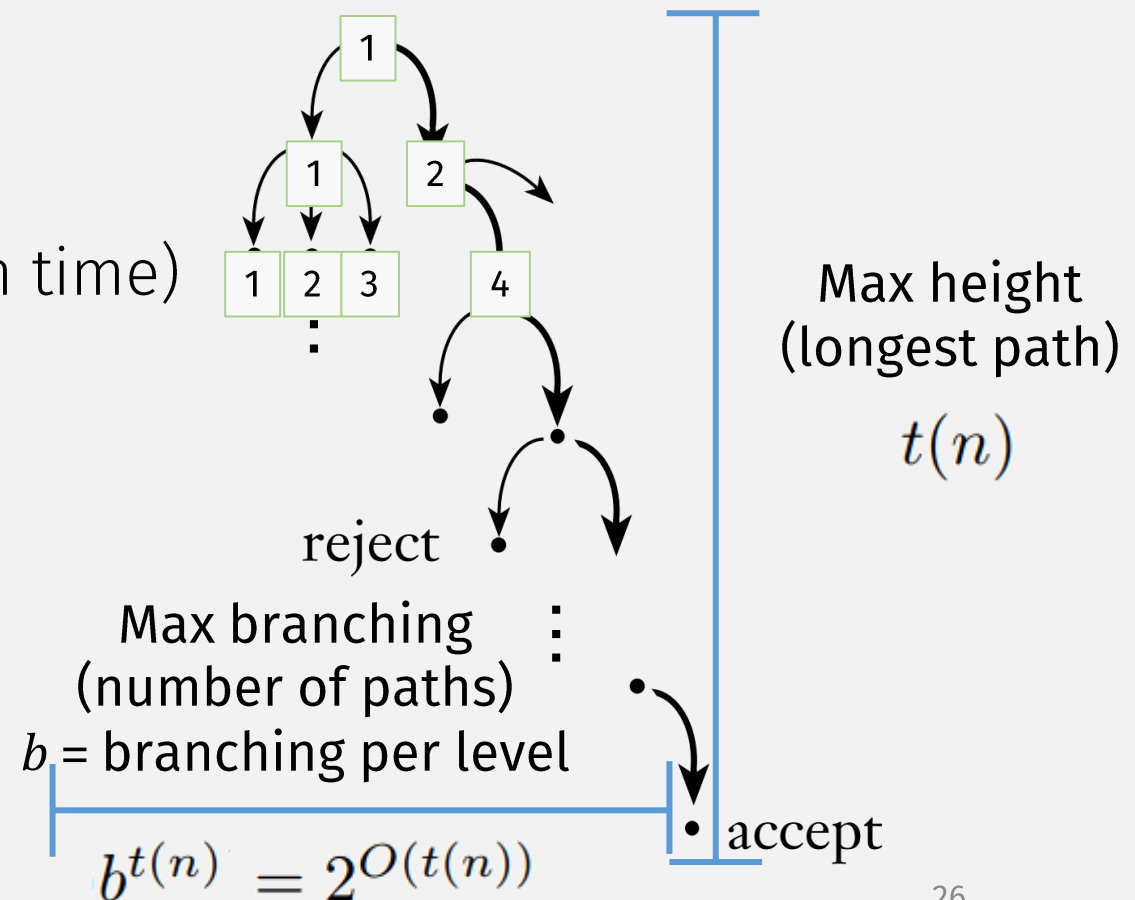 1
1 2
n time)
1 2 3 4
Max height
(longest path)
t(n)
reject
Max branching
(number of paths)
b = branching per level
accept
b^{t(n)} = 2^{O(t(n))}
26